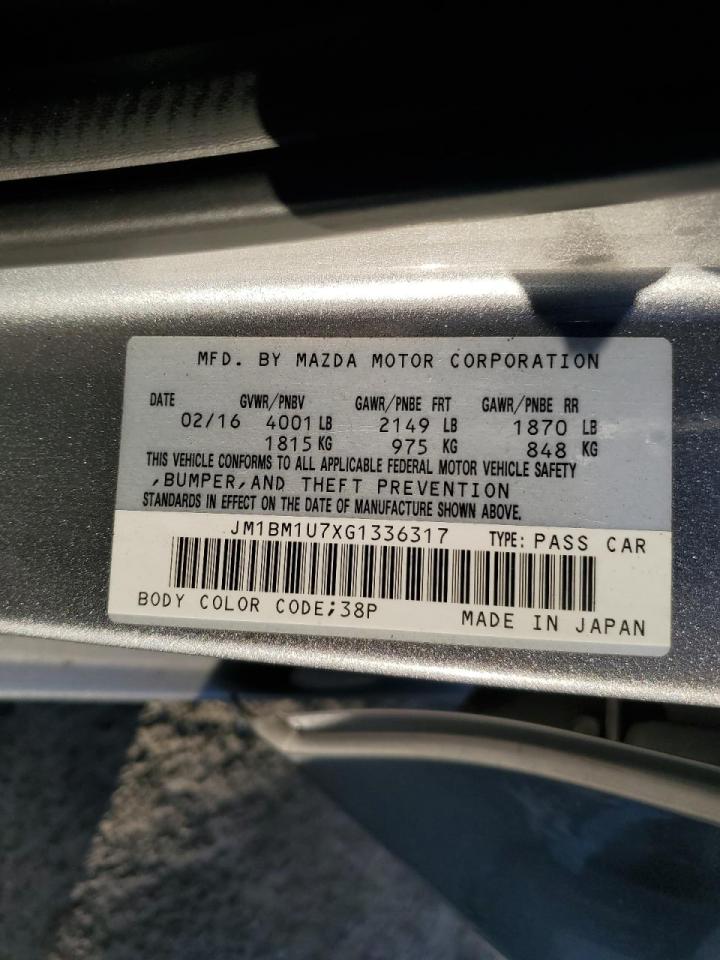 MFD. BY MAZDA MOTOR CORPORATION
DATE GVWR/PNBV GAWR/PNBE FRT GAWR/PNBE RR
02/16 4001 LB 2149 LB 1870 LB
1815 KG 975 KG 848 KG
THIS VEHICLE CONFORMS TO ALL APPLICABLE FEDERAL MOTOR VEHICLE SAFETY
,BUMPER,AND THEFT PREVENTION
STANDARDS IN EFFECT ON THE DATE OF MANUFACTURE SHOWN ABOVE.
JM1BM1U7XG1336317 TYPE: PASS CAR
BODY COLOR CODE;38P MADE IN JAPAN